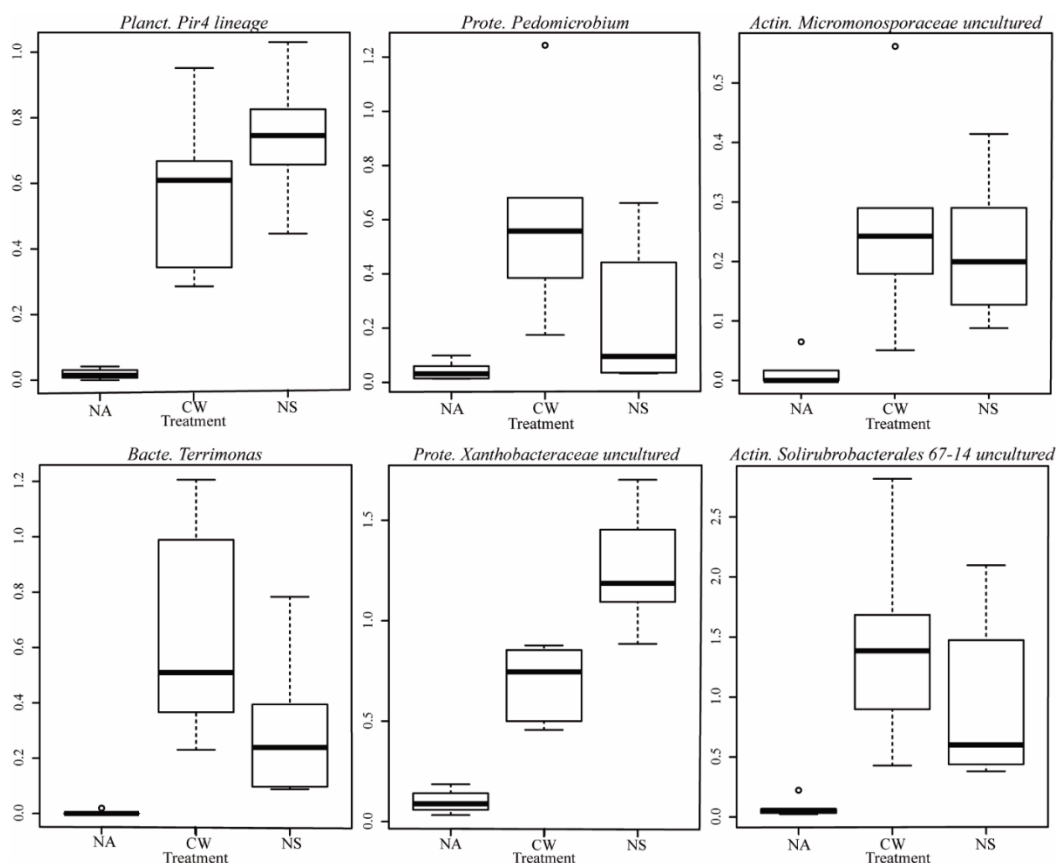 Planct. Pir4 lineage
0.0 0.2 0.4 0.6 0.8 1.0
NA CW NS
Treatment
Prote. Pedomicrobium
0.0 0.2 0.4 0.6 0.8 1.0 1.2
NA CW NS
Treatment
Actin. Micromonosporaceae uncultured
0.0 0.1 0.2 0.3 0.4 0.5
NA CW NS
Treatment
Bacte. Terrimonas
0.0 0.2 0.4 0.6 0.8 1.0 1.2
NA CW NS
Treatment
Prote. Xanthobacteraceae uncultured
0.0 0.5 1.0 1.5
NA CW NS
Treatment
Actin. Solirubrobacterales 67-14 uncultured
0.0 0.5 1.0 1.5 2.0 2.5
NA CW NS
Treatment